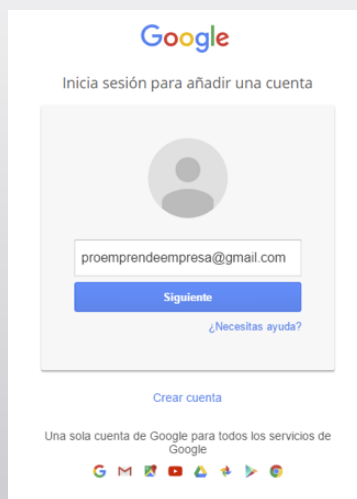 Google
Inicia sesión para añadir una cuenta
proemprendeempresa@gmail.com
Siguiente
¿Necesitas ayuda?
Crear cuenta
Una sola cuenta de Google para todos los servicios de
Google